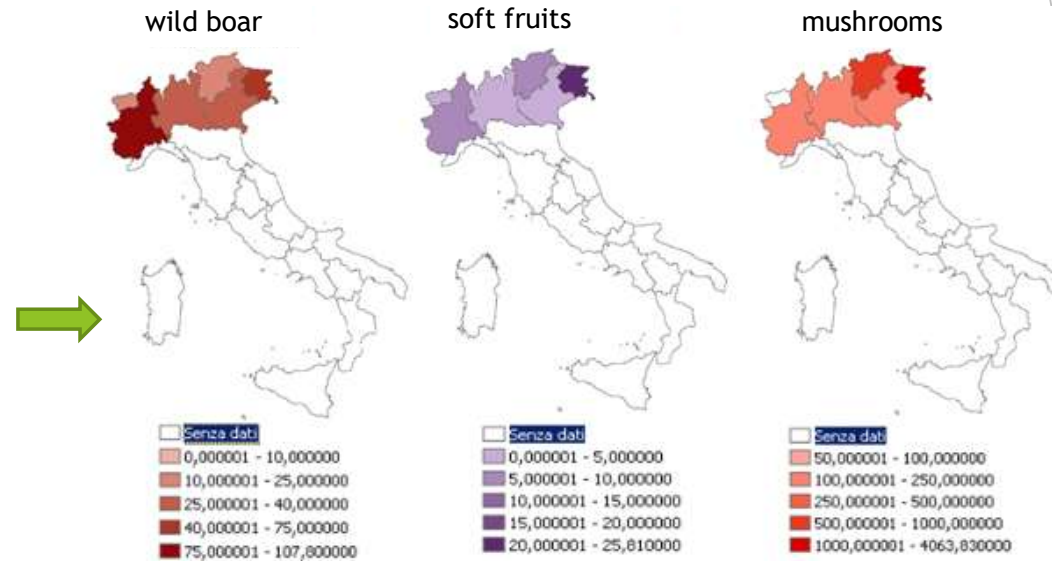 wild boar
soft fruits
mushrooms
Senza dati
0,000001 - 10,000000
10,000001 - 25,000000
25,000001 - 40,000000
40,000001 - 75,000000
75,000001 - 107,800000
Senza dati
0,000001 - 5,000000
5,000001 - 10,000000
10,000001 - 15,000000
15,000001 - 20,000000
20,000001 - 25,810000
Senza dati
50,000001 - 100,000000
100,000001 - 250,000000
250,000001 - 500,000000
500,000001 - 1000,000000
1000,000001 - 4063,830000